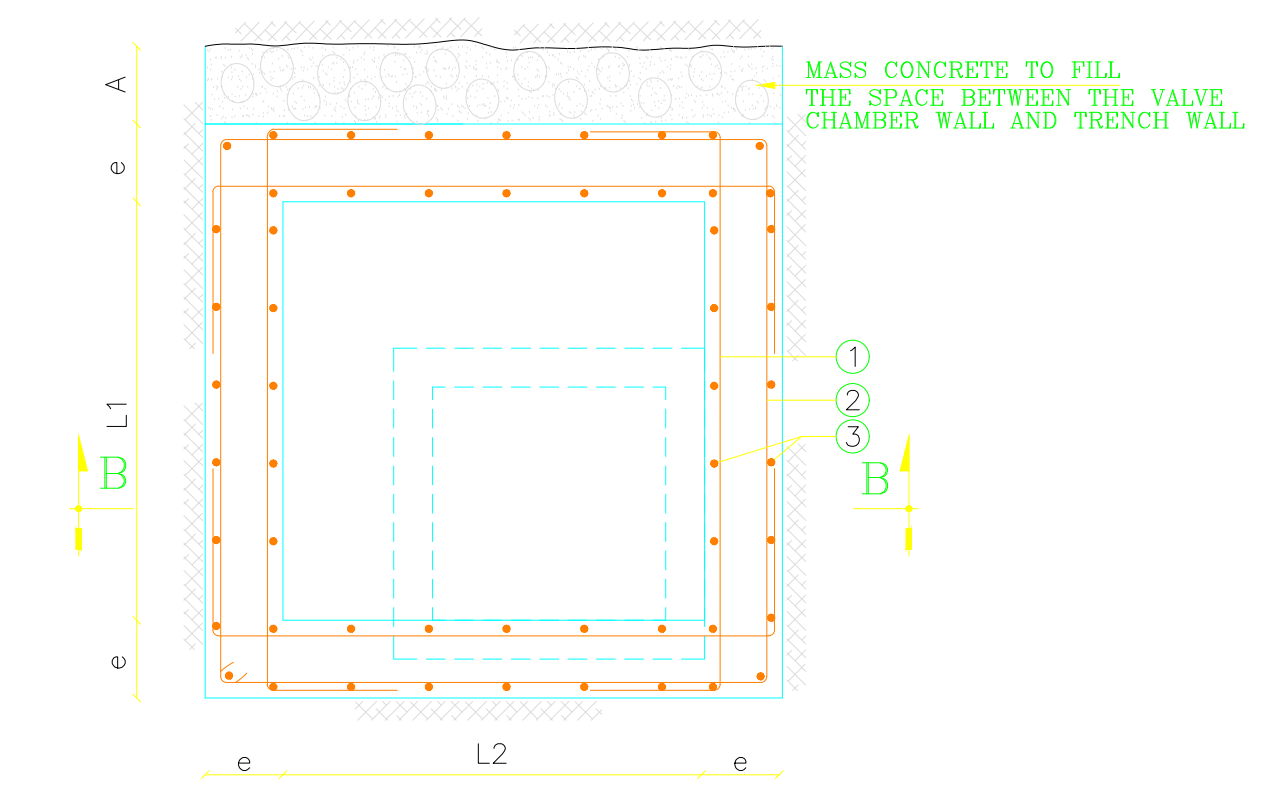 MASS CONCRETE TO FILL
THE SPACE BETWEEN THE VALVE
CHAMBER WALL AND TRENCH WALL
A
e
L1
e
B
B
1
2
3
e
L2
e